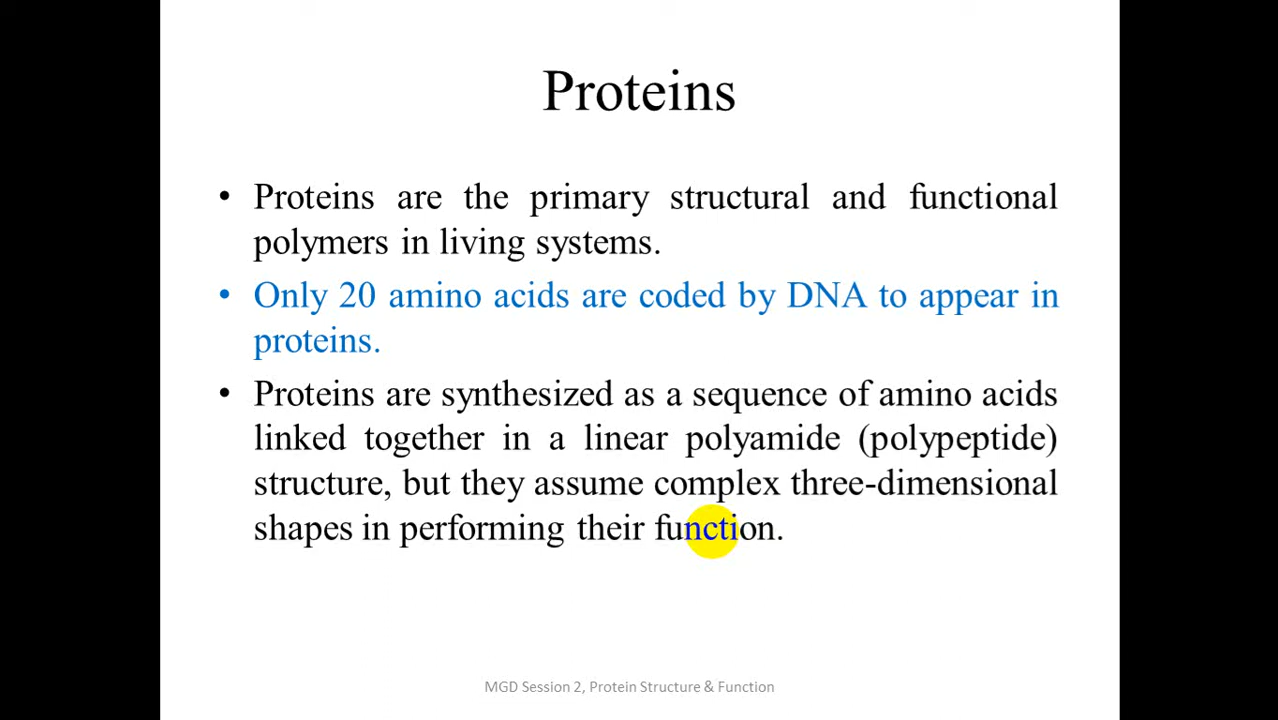 Proteins
• Proteins are the primary structural and functional
polymers in living systems.
• Only 20 amino acids are coded by DNA to appear in
proteins.
• Proteins are synthesized as a sequence of amino acids
linked together in a linear polyamide (polypeptide)
structure, but they assume complex three-dimensional
shapes in performing their function.
MGD Session 2, Protein Structure & Function